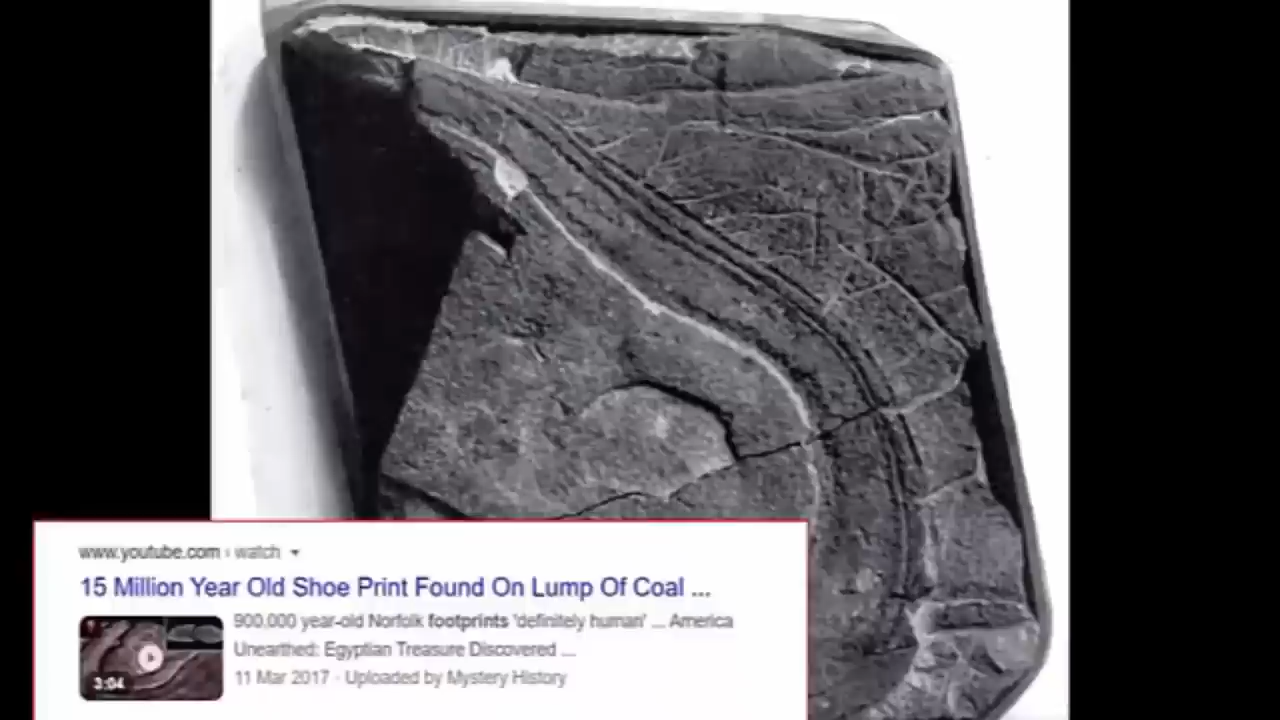 www.youtube.com › watch
15 Million Year Old Shoe Print Found On Lump Of Coal ...
900,000 year-old Norfolk footprints 'definitely human' ... America
Unearthed: Egyptian Treasure Discovered ...
3:04
11 Mar 2017 - Uploaded by Mystery History